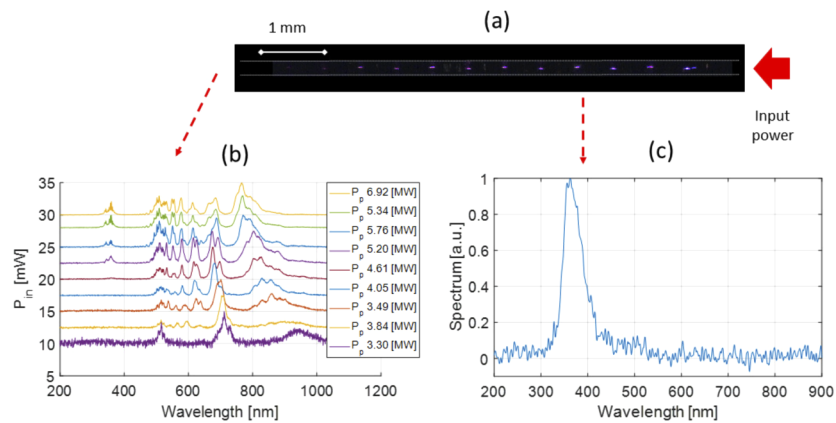 (a)
1 mm
Input
power
(b)
35
30
25
20
15
10
5
P_in [mW]
200 400 600 800 1000 1200
Wavelength [nm]
P_p 6.92 [MW]
P_p 5.34 [MW]
P_p 5.76 [MW]
P_p 5.20 [MW]
P_p 4.61 [MW]
P_p 4.05 [MW]
P_p 3.49 [MW]
P_p 3.84 [MW]
P_p 3.30 [MW]
(c)
1
0.8
0.6
0.4
0.2
0
Spectrum [a.u.]
200 300 400 500 600 700 800 900
Wavelength [nm]